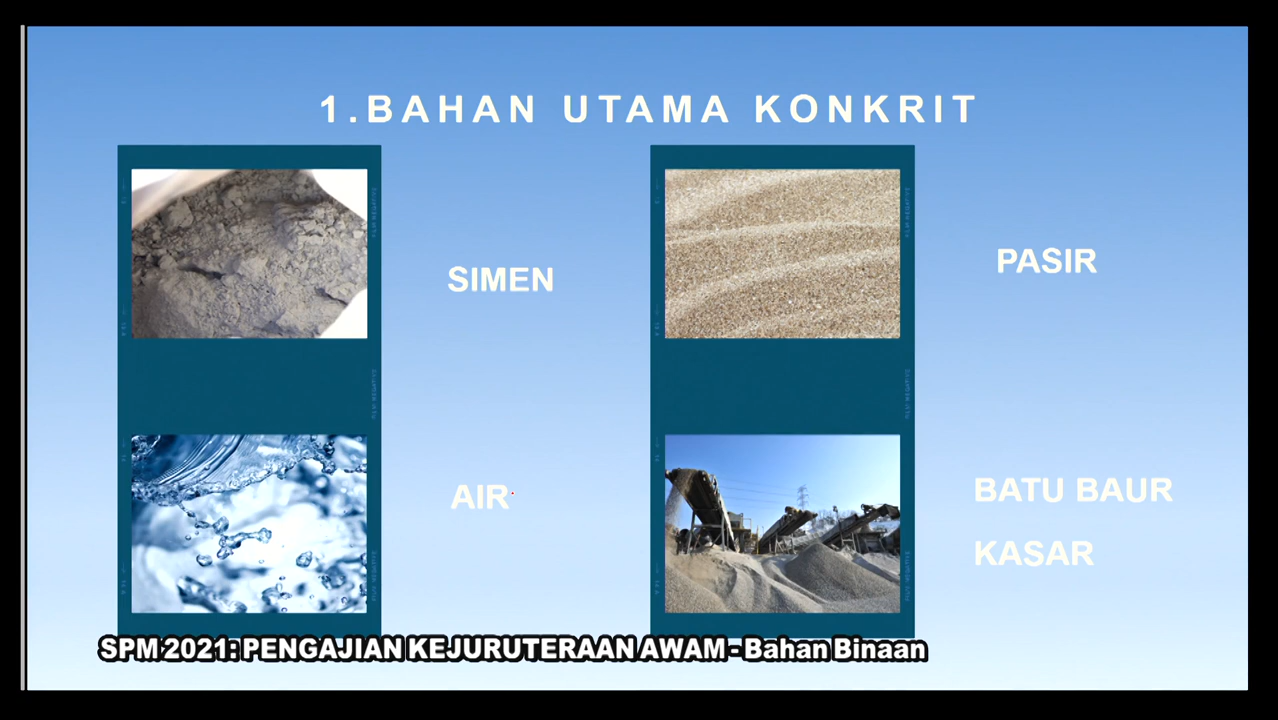 1.BAHAN UTAMA KONKRIT
SIMEN
PASIR
AIR
BATU BAUR
KASAR
SPM 2021: PENGAJIAN KEJURUTERAAN AWAM - Bahan Binaan